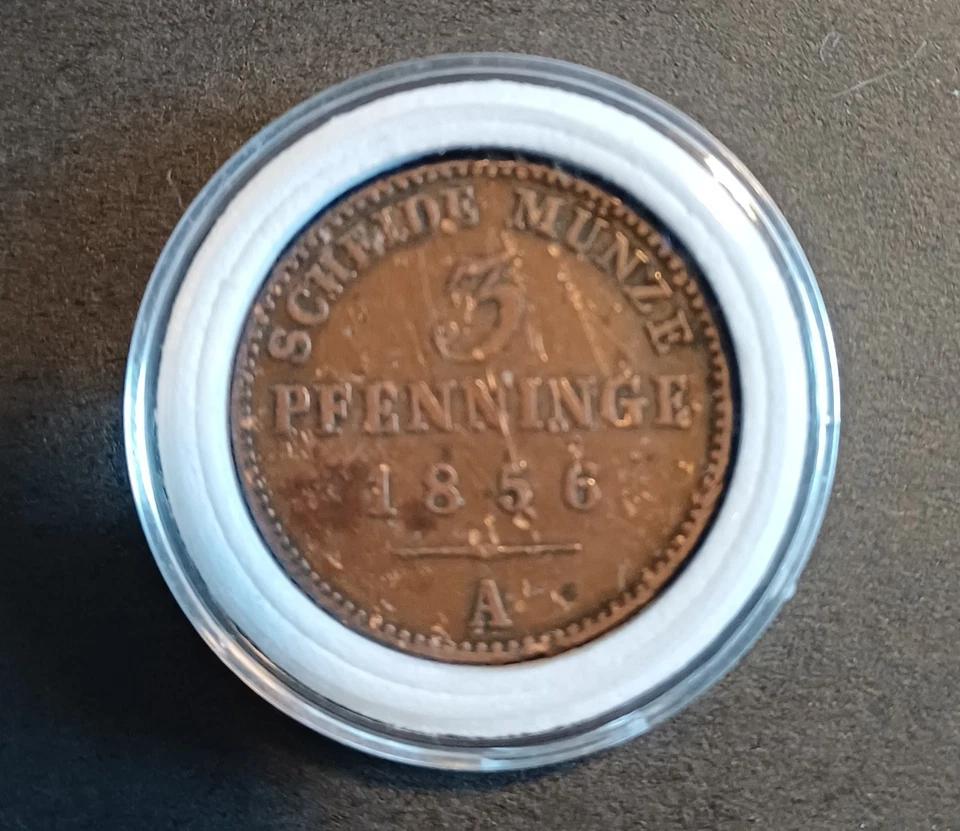 SCHEIDE MÜNZE
3
PFENNINGE
1856
A